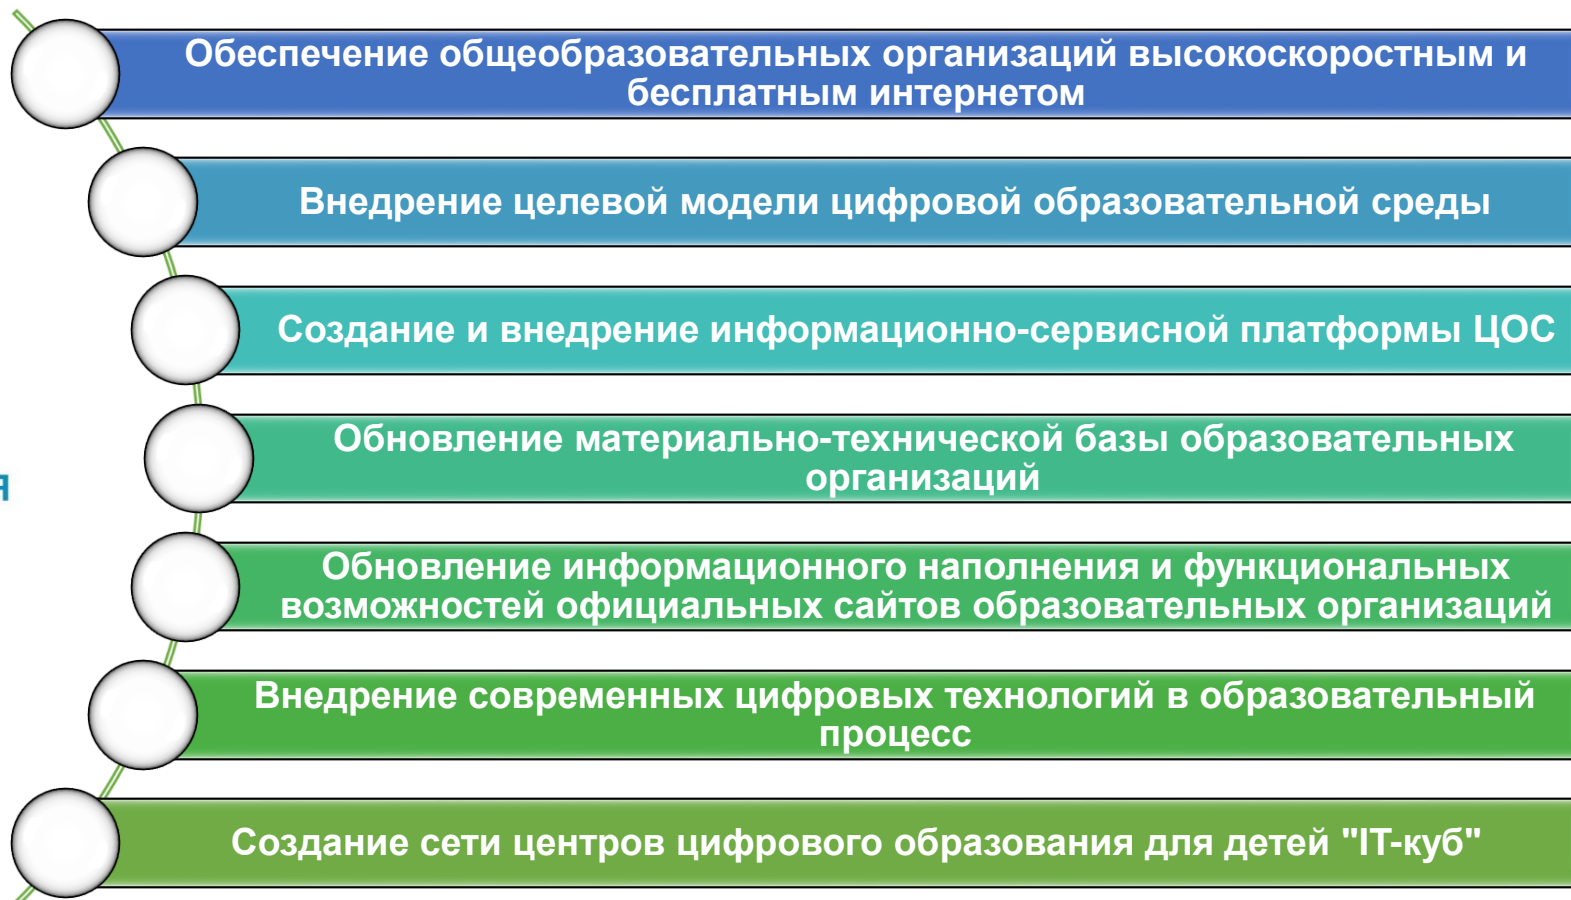 Обеспечение общеобразовательных организаций высокоскоростным и
бесплатным интернетом
Внедрение целевой модели цифровой образовательной среды
Создание и внедрение информационно-сервисной платформы ЦОС
Обновление материально-технической базы образовательных
организаций
я
Обновление информационного наполнения и функциональных
возможностей официальных сайтов образовательных организаций
Внедрение современных цифровых технологий в образовательный
процесс
Создание сети центров цифрового образования для детей "IT-куб"